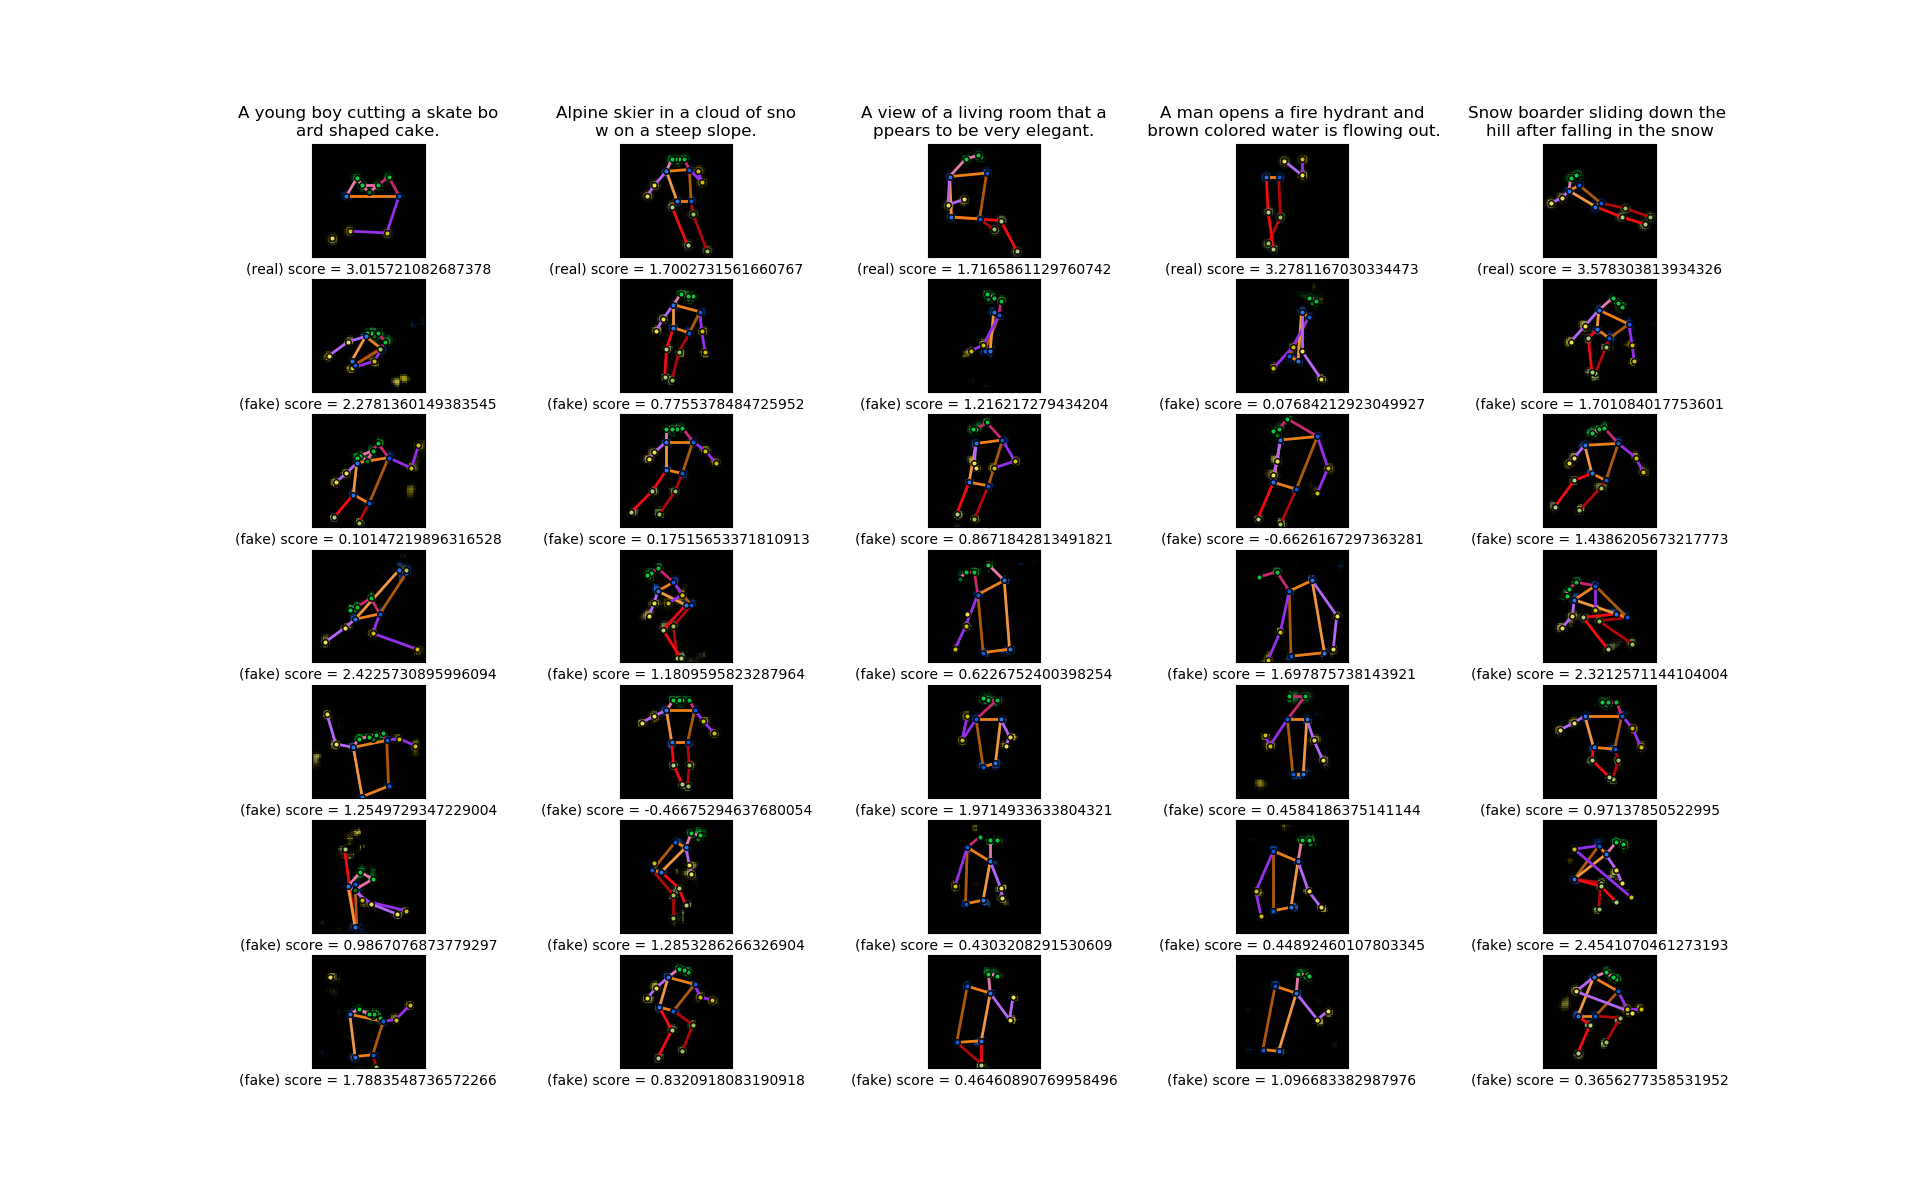 A young boy cutting a skate bo
ard shaped cake.
Alpine skier in a cloud of sno
w on a steep slope.
A view of a living room that a
ppears to be very elegant.
A man opens a fire hydrant and
brown colored water is flowing out.
Snow boarder sliding down the
hill after falling in the snow
(real) score = 3.015721082687378
(real) score = 1.7002731561660767
(real) score = 1.7165861129760742
(real) score = 3.2781167030334473
(real) score = 3.578303813934326
(fake) score = 2.2781360149383545
(fake) score = 0.7755378484725952
(fake) score = 1.216217279434204
(fake) score = 0.07684212923049927
(fake) score = 1.701084017753601
(fake) score = 0.10147219896316528
(fake) score = 0.17515653371810913
(fake) score = 0.8671842813491821
(fake) score = -0.6626167297363281
(fake) score = 1.4386205673217773
(fake) score = 2.4225730895996094
(fake) score = 1.1809595823287964
(fake) score = 0.6226752400398254
(fake) score = 1.697875738143921
(fake) score = 2.3212571144104004
(fake) score = 1.2549729347229004
(fake) score = -0.46675294637680054
(fake) score = 1.9714933633804321
(fake) score = 0.4584186375141144
(fake) score = 0.97137850522995
(fake) score = 0.9867076873779297
(fake) score = 1.2853286266326904
(fake) score = 0.4303208291530609
(fake) score = 0.44892460107803345
(fake) score = 2.4541070461273193
(fake) score = 1.7883548736572266
(fake) score = 0.8320918083190918
(fake) score = 0.46460890769958496
(fake) score = 1.096683382987976
(fake) score = 0.3656277358531952